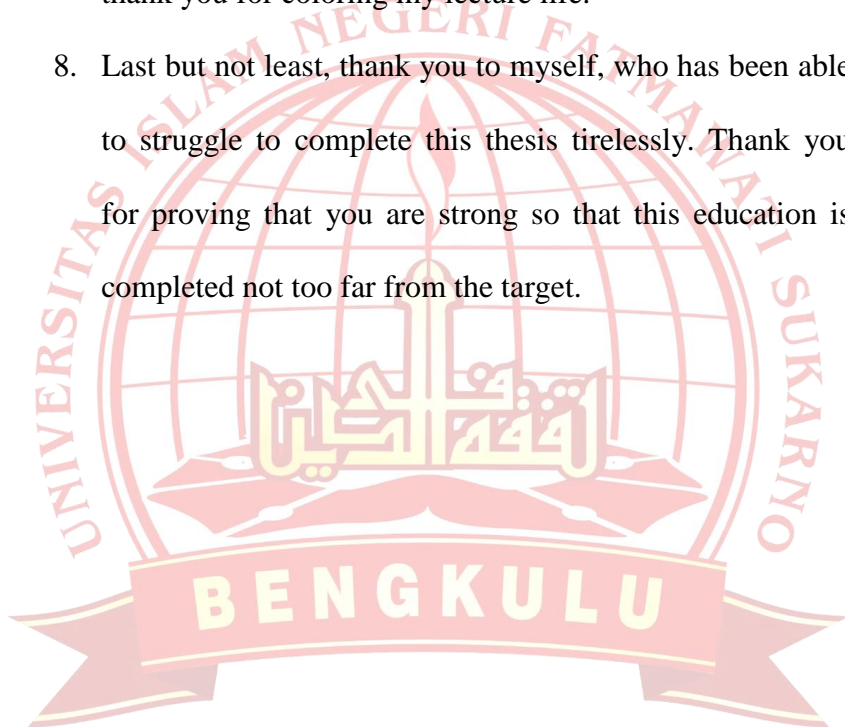 thank you for coloring my lecture life.
8. Last but not least, thank you to myself, who has been able
to struggle to complete this thesis tirelessly. Thank you
for proving that you are strong so that this education is
completed not too far from the target.
UNIVERSITAS ISLAM NEGERI FATMAWATI SUKARNO
BENGKULU